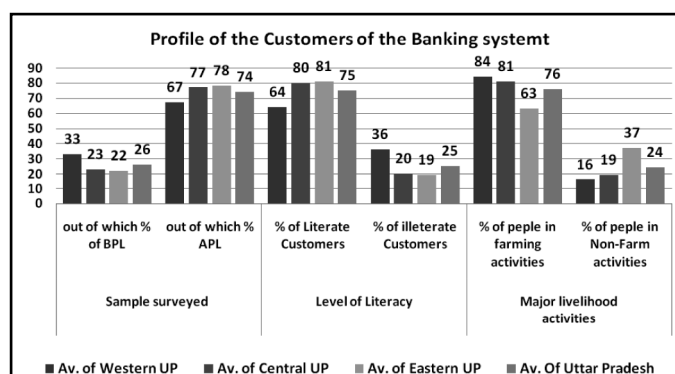 Profile of the Customers of the Banking systemt
90
80
70
60
50
40
30
20
10
0
33 23 22 26
67 77 78 74
64 80 81 75
36 20 19 25
84 81 63 76
16 19 37 24
out of which % of BPL
out of which % APL
% of Literate Customers
% of illeterate Customers
% of peple in farming activities
% of peple in Non-Farm activities
Sample surveyed
Level of Literacy
Major livelihood activities
Av. of Western UP
Av. of Central UP
Av. of Eastern UP
Av. Of Uttar Pradesh